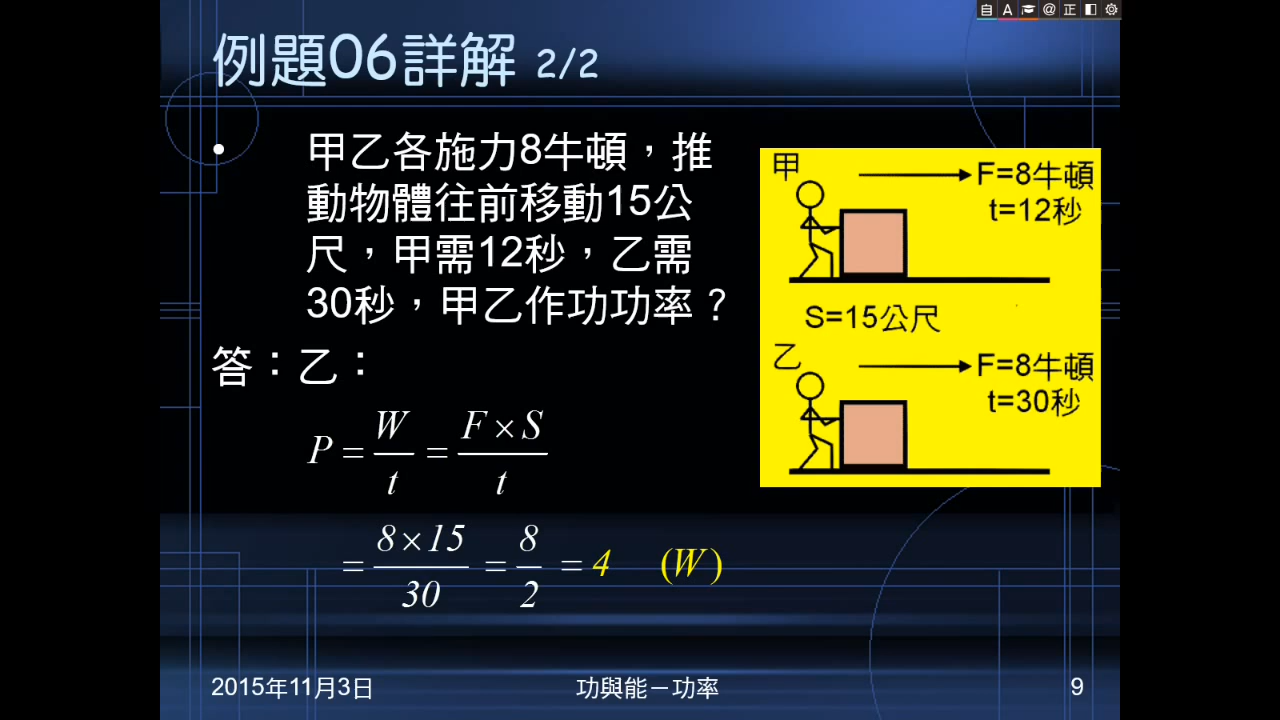 自 A @ 正
例題06詳解 2/2
• 甲乙各施力8牛頓，推
動物體往前移動15公
尺，甲需12秒，乙需
30秒，甲乙作功功率？
答：乙：
P = W/t = F×S/t
= 8×15/30 = 8/2 = 4 (W)
甲
F=8牛頓
t=12秒
S=15公尺
乙
F=8牛頓
t=30秒
2015年11月3日 功與能－功率 9